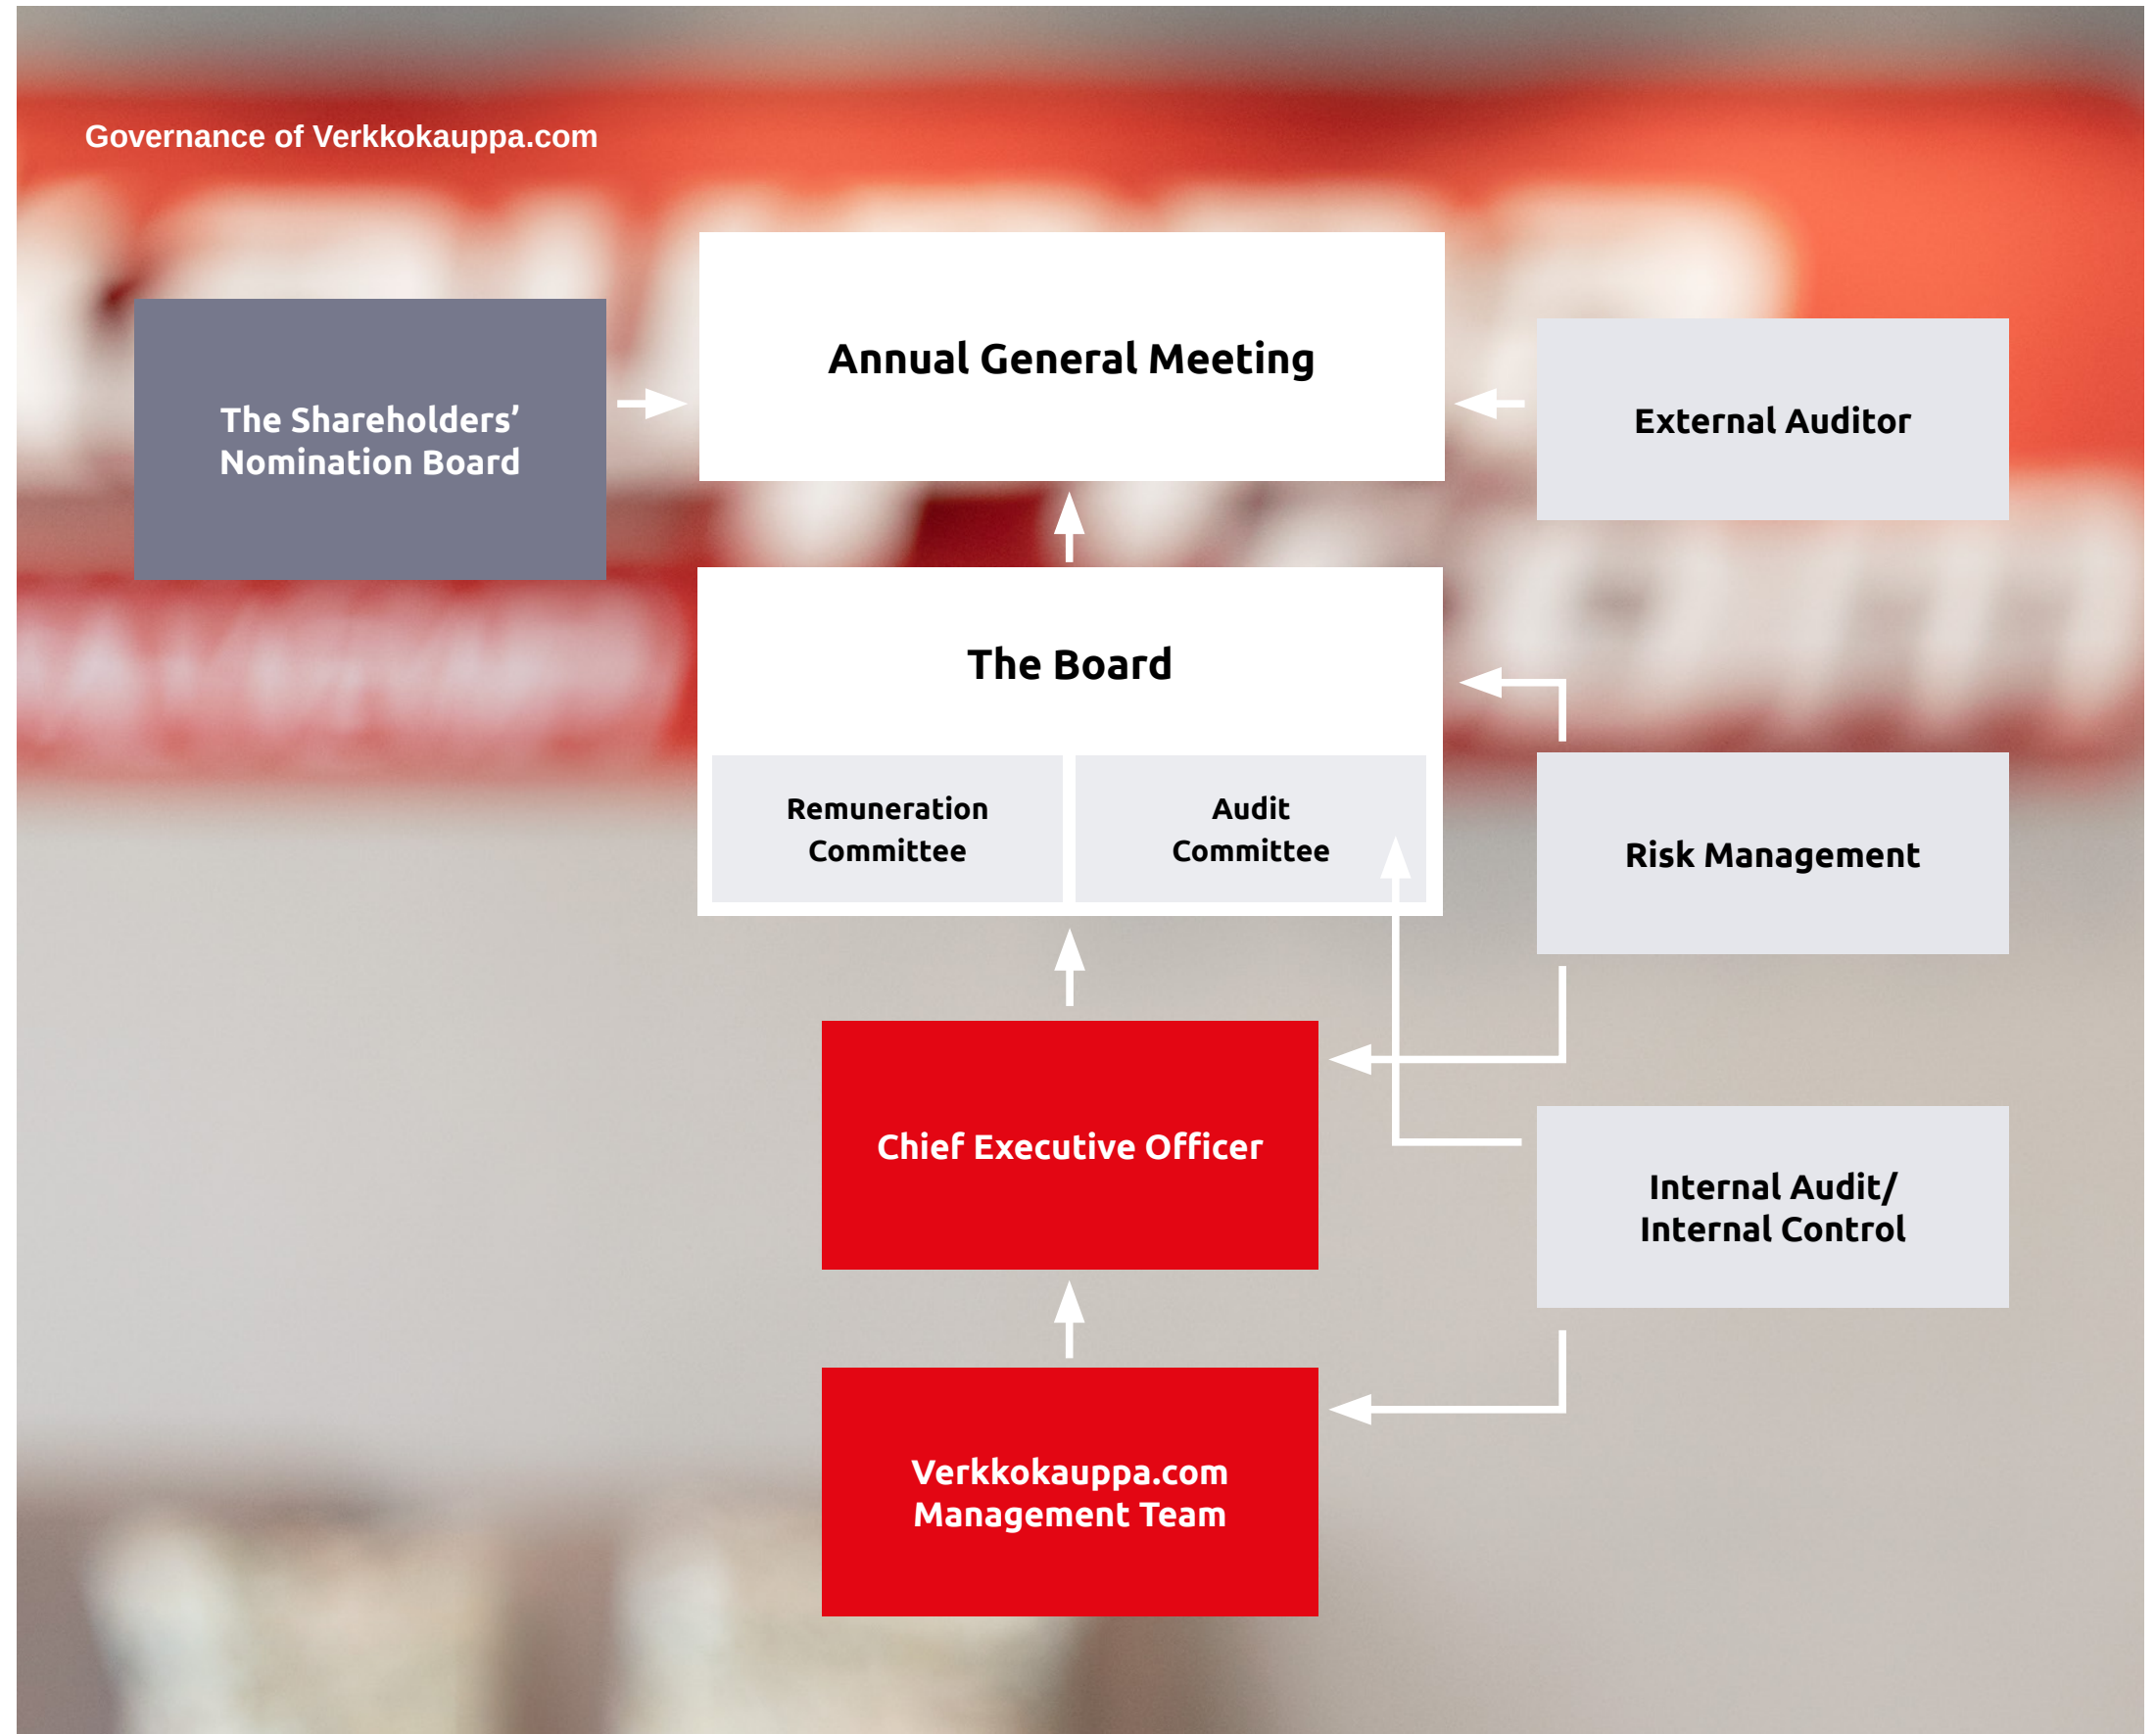 Governance of Verkkokauppa.com
Annual General Meeting
The Shareholders’
Nomination Board
External Auditor
The Board
Remuneration
Committee
Audit
Committee
Risk Management
Chief Executive Officer
Internal Audit/
Internal Control
Verkkokauppa.com
Management Team